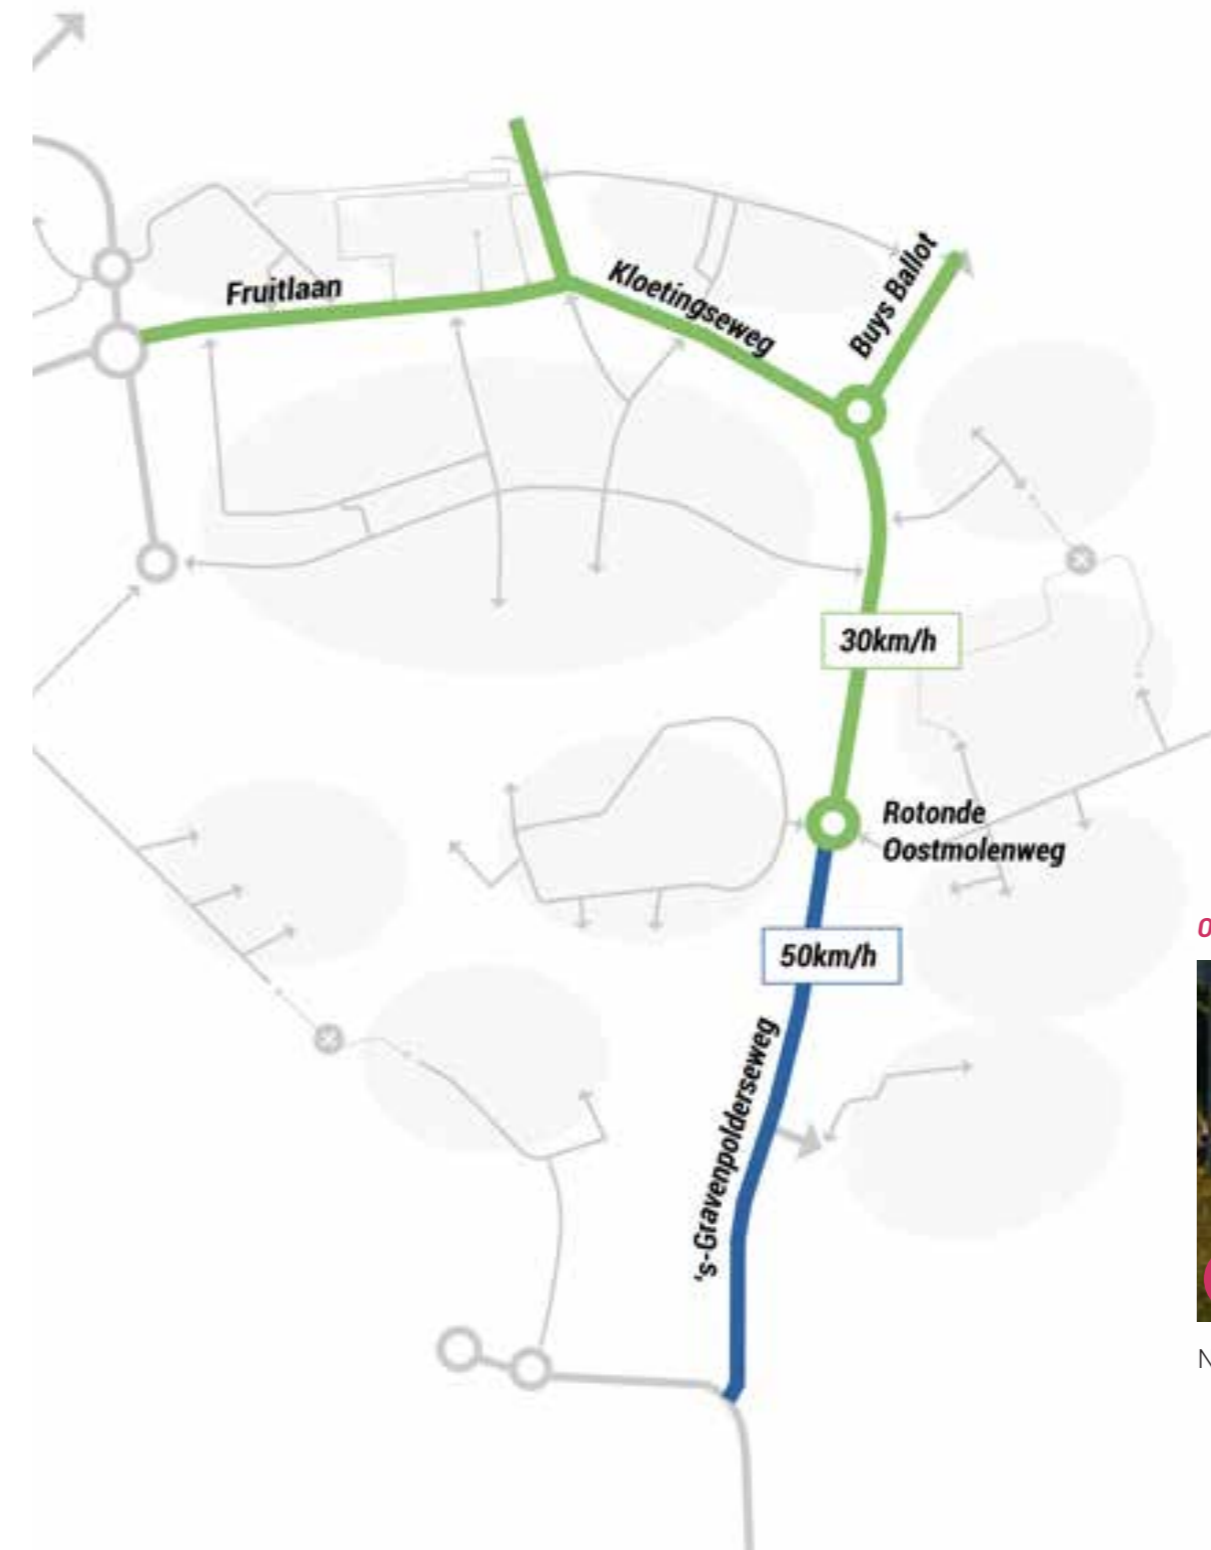 Fruitlaan
Kloetingseweg
Buys Ballot
30km/h
Rotonde
Oostmolenweg
50km/h
's-Gravenpolderseweg